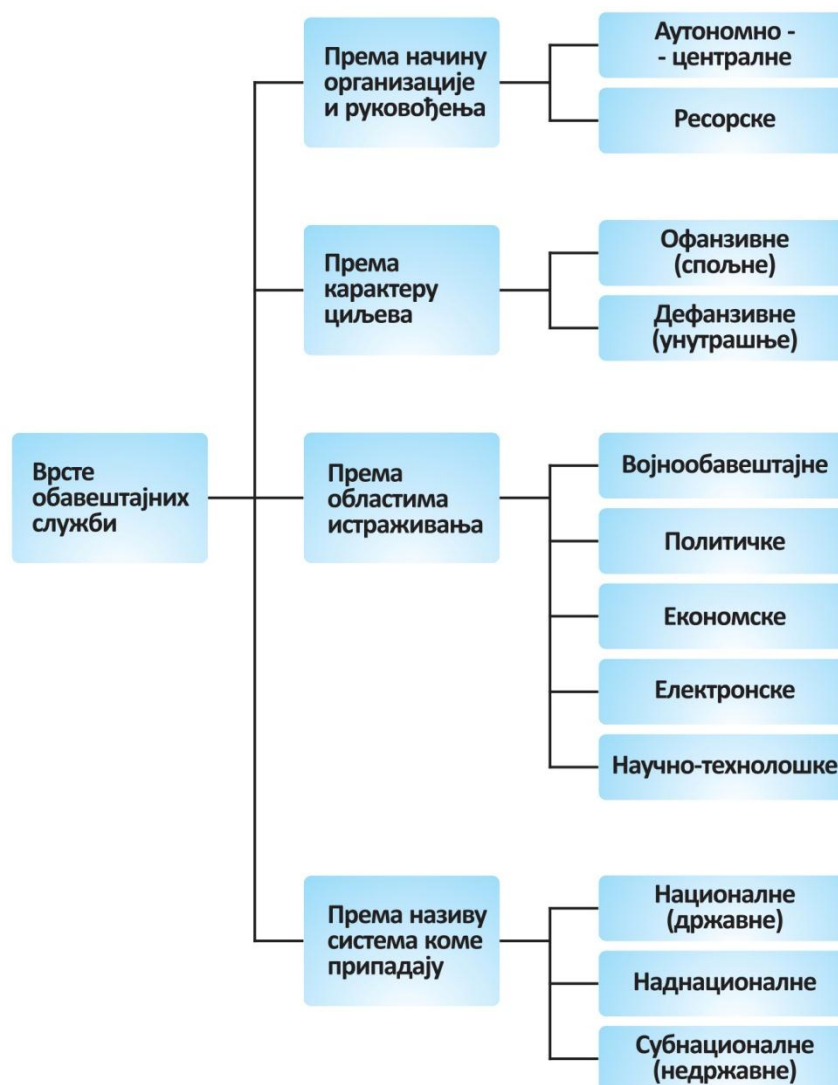 Врсте
обавештајних
служби
Према начину
организације
и руковођења
Аутономно -
- централне
Ресорске
Према
карактеру
циљева
Офанзивне
(спољне)
Дефанзивне
(унутрашње)
Према
областима
истраживања
Војнообавештајне
Политичке
Економске
Електронске
Научно-технолошке
Према називу
система коме
припадају
Националне
(државне)
Наднационалне
Субнационалне
(недржавне)